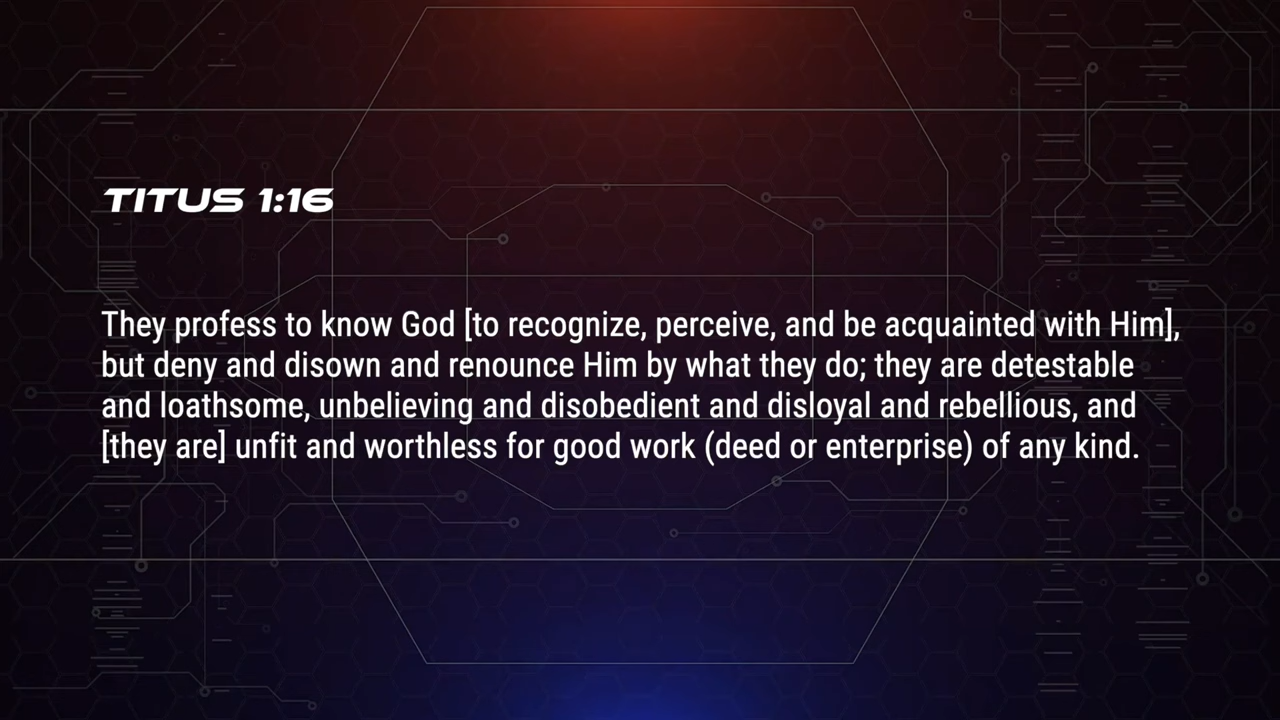 TITUS 1:16
They profess to know God [to recognize, perceive, and be acquainted with Him],
but deny and disown and renounce Him by what they do; they are detestable
and loathsome, unbelieving and disobedient and disloyal and rebellious, and
[they are] unfit and worthless for good work (deed or enterprise) of any kind.